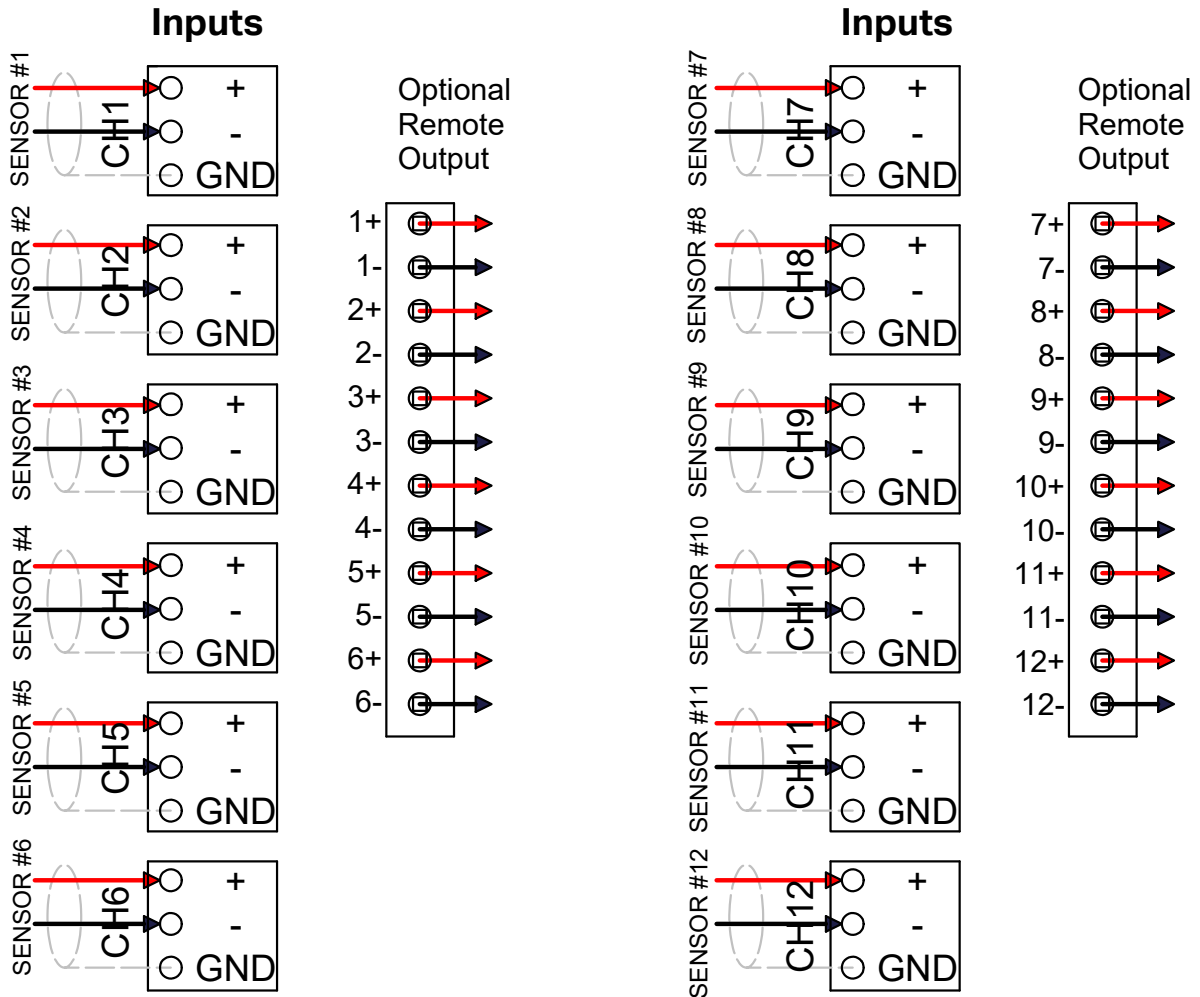 Inputs
SENSOR #1
CH1
+
-
GND
SENSOR #2
CH2
+
-
GND
SENSOR #3
CH3
+
-
GND
SENSOR #4
CH4
+
-
GND
SENSOR #5
CH5
+
-
GND
SENSOR #6
CH6
+
-
GND
Optional
Remote
Output
1+
1-
2+
2-
3+
3-
4+
4-
5+
5-
6+
6-
Inputs
SENSOR #7
CH7
+
-
GND
SENSOR #8
CH8
+
-
GND
SENSOR #9
CH9
+
-
GND
SENSOR #10
CH10
+
-
GND
SENSOR #11
CH11
+
-
GND
SENSOR #12
CH12
+
-
GND
Optional
Remote
Output
7+
7-
8+
8-
9+
9-
10+
10-
11+
11-
12+
12-